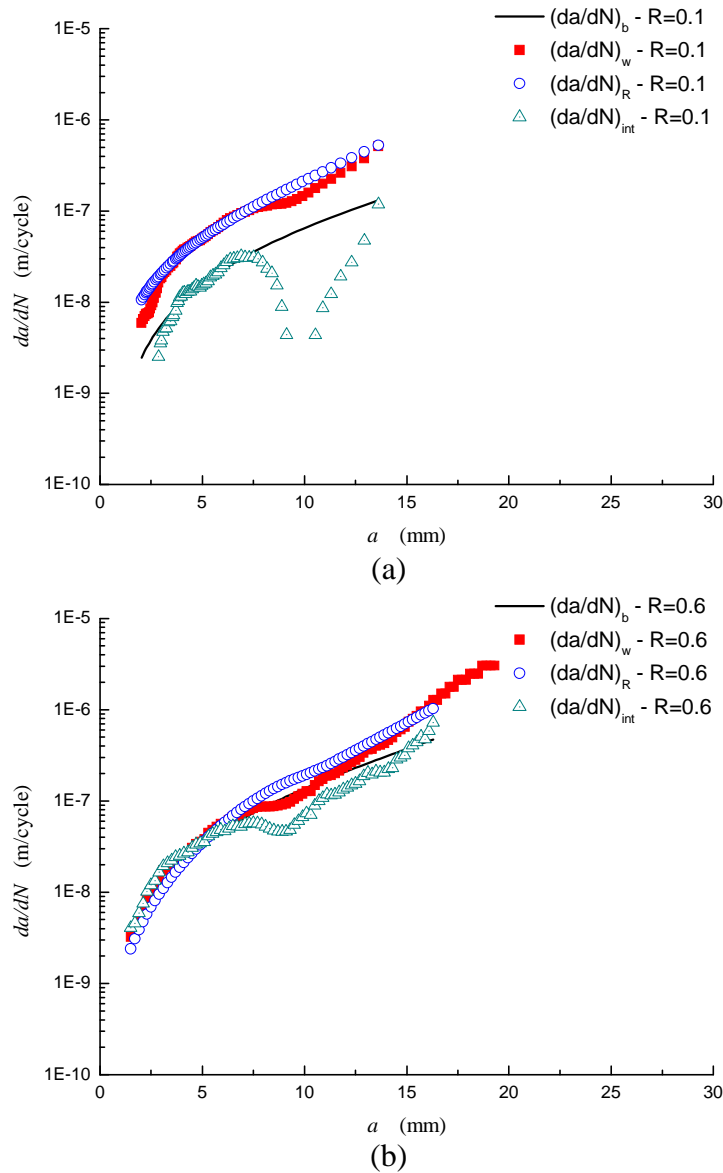 (da/dN)b - R=0.1
(da/dN)w - R=0.1
(da/dN)R - R=0.1
(da/dN)int - R=0.1
1E-5
1E-6
1E-7
1E-8
1E-9
1E-10
da/dN (m/cycle)
0 5 10 15 20 25 30
a (mm)
(a)
(da/dN)b - R=0.6
(da/dN)w - R=0.6
(da/dN)R - R=0.6
(da/dN)int - R=0.6
1E-5
1E-6
1E-7
1E-8
1E-9
1E-10
da/dN (m/cycle)
0 5 10 15 20 25 30
a (mm)
(b)